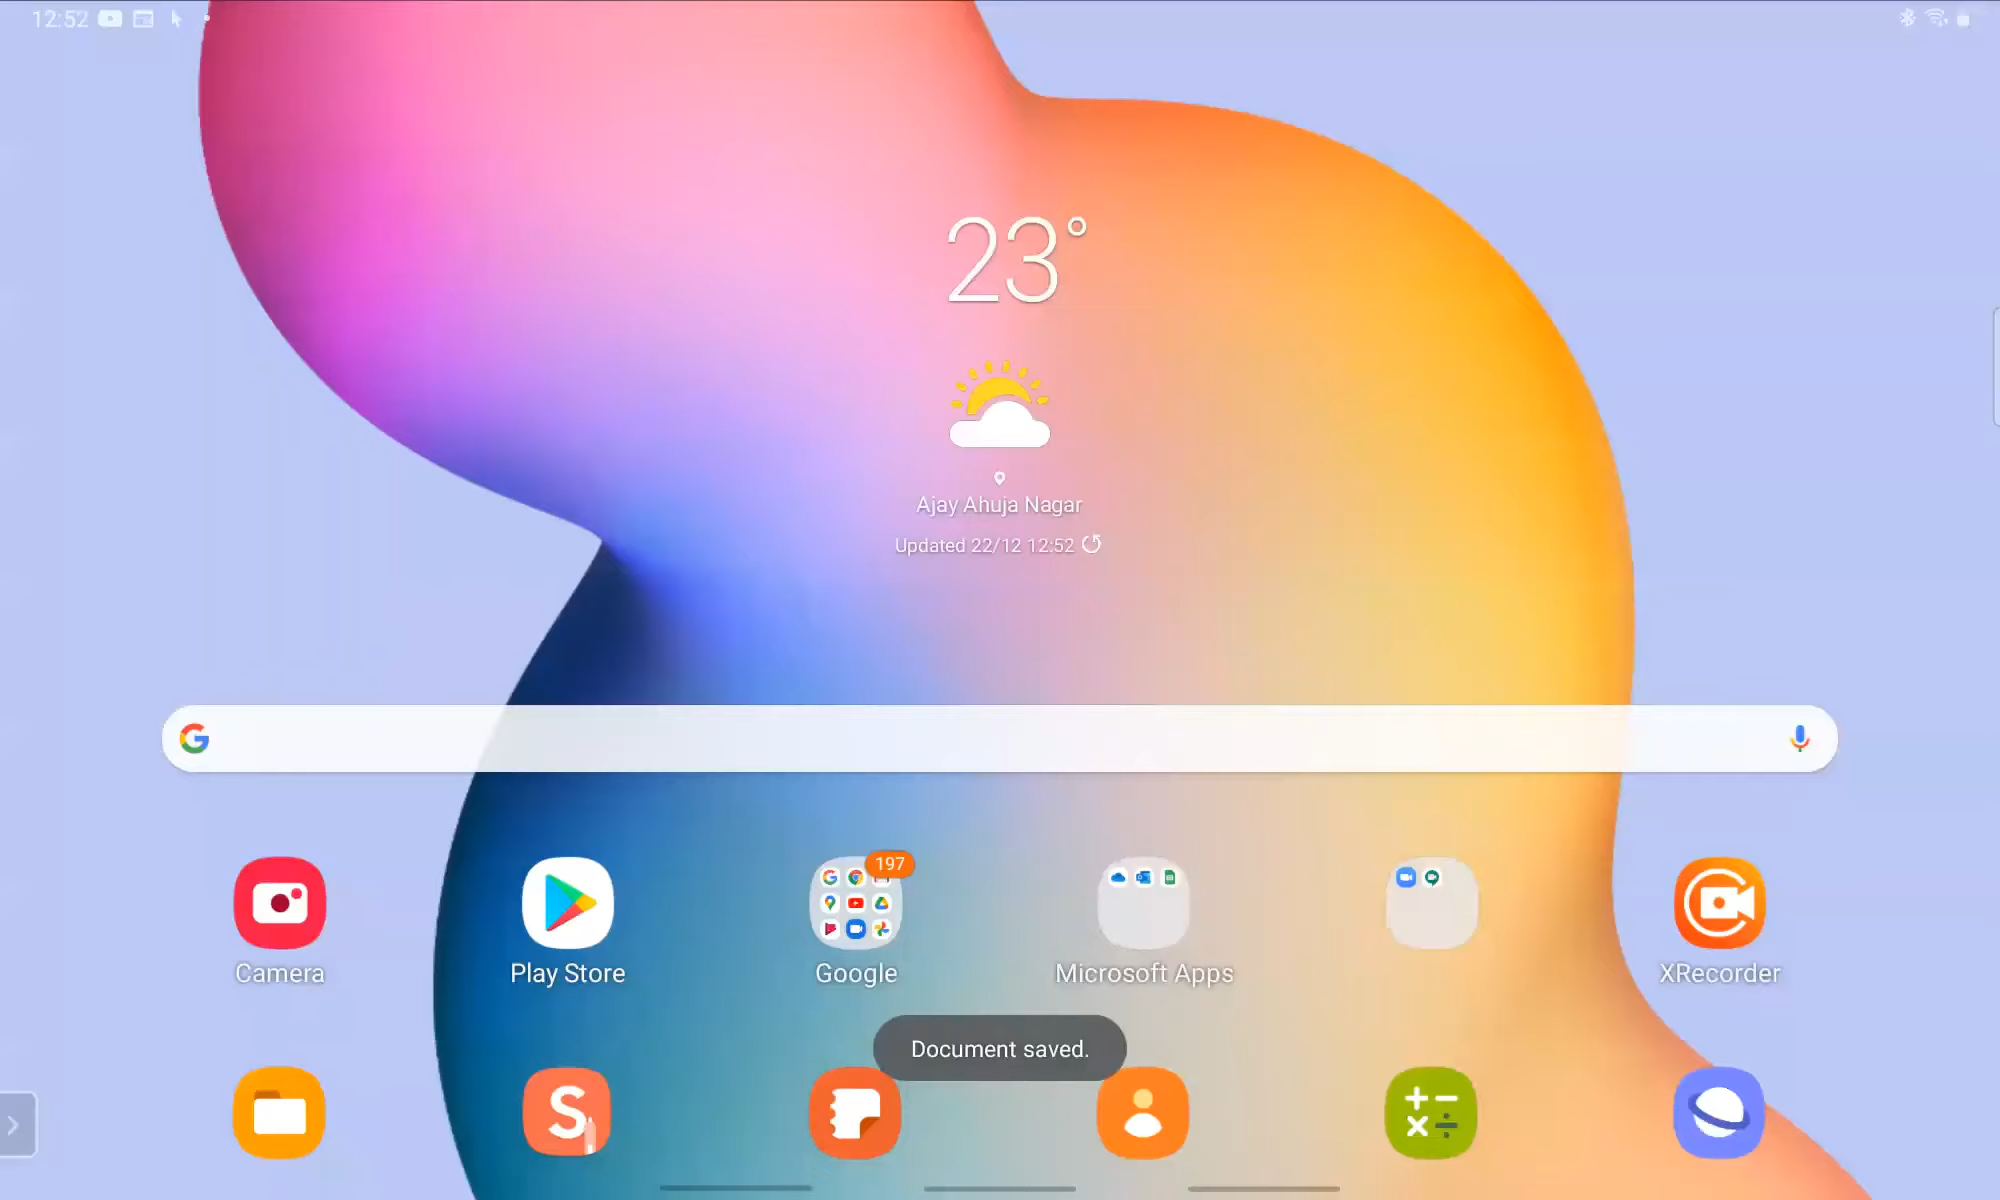 12:52
23°
Ajay Ahuja Nagar
Updated 22/12 12:52
197
Camera
Play Store
Google
Microsoft Apps
XRecorder
Document saved.